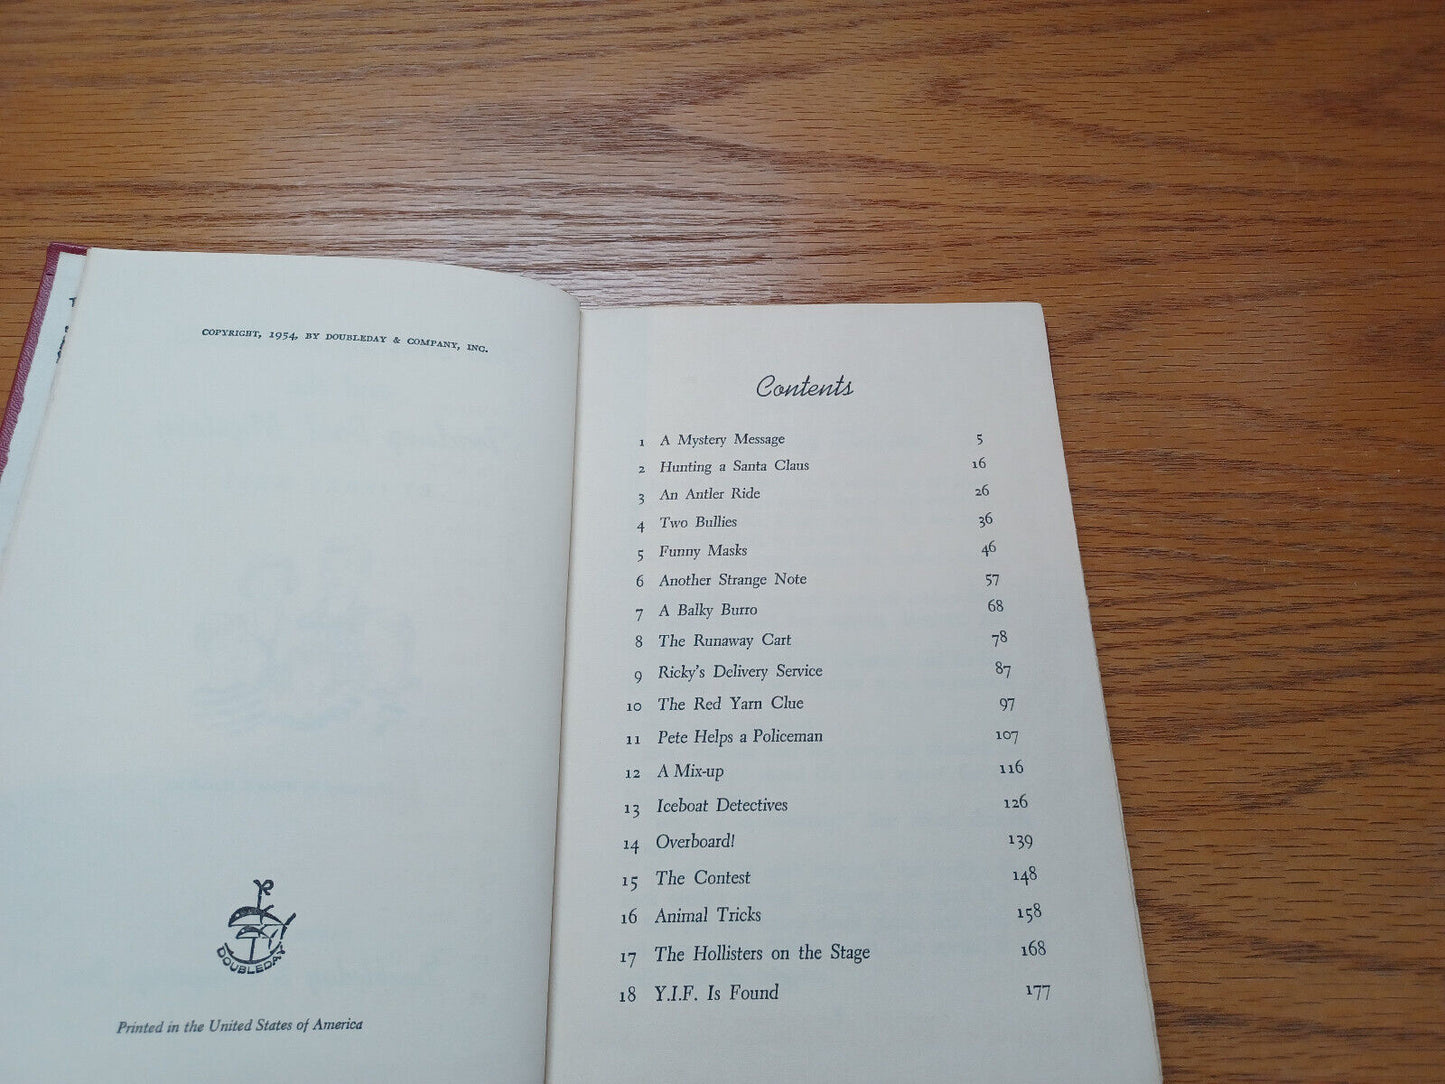 COPYRIGHT, 1954, BY DOUBLEDAY & COMPANY, INC.
DOUBLEDAY
Printed in the United States of America
Contents
1 A Mystery Message 5
2 Hunting a Santa Claus 16
3 An Antler Ride 26
4 Two Bullies 36
5 Funny Masks 46
6 Another Strange Note 57
7 A Balky Burro 68
8 The Runaway Cart 78
9 Ricky's Delivery Service 87
10 The Red Yarn Clue 97
11 Pete Helps a Policeman 107
12 A Mix-up 116
13 Iceboat Detectives 126
14 Overboard! 139
15 The Contest 148
16 Animal Tricks 158
17 The Hollisters on the Stage 168
18 Y.I.F. Is Found 177